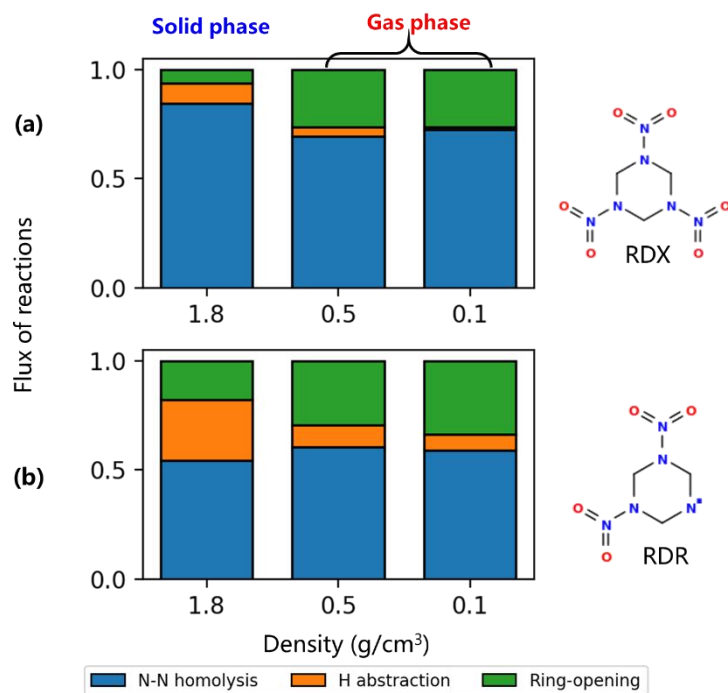 Solid phase
Gas phase
(a)
1.0
0.5
0.0
1.8
0.5
0.1
O
O
N
N
O
N
N
O
N
N
O
O
RDX
Flux of reactions
(b)
1.0
0.5
0.0
1.8
0.5
0.1
O
O
N
N
O
N
N
N
O
RDR
Density (g/cm³)
N-N homolysis
H abstraction
Ring-opening